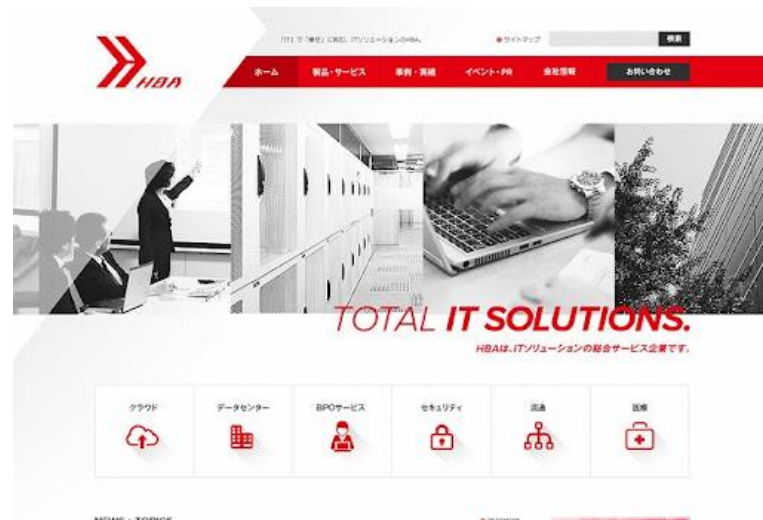 「IT」で「幸せ」に挑む、ITソリューションのHBA。
サイトマップ
検索
HBA
ホーム 製品・サービス 事例・実績 イベント・PR 会社情報 お問い合わせ
TOTAL IT SOLUTIONS.
HBAは、ITソリューションの総合サービス企業です。
クラウド データセンター BPOサービス セキュリティ 流通 医療